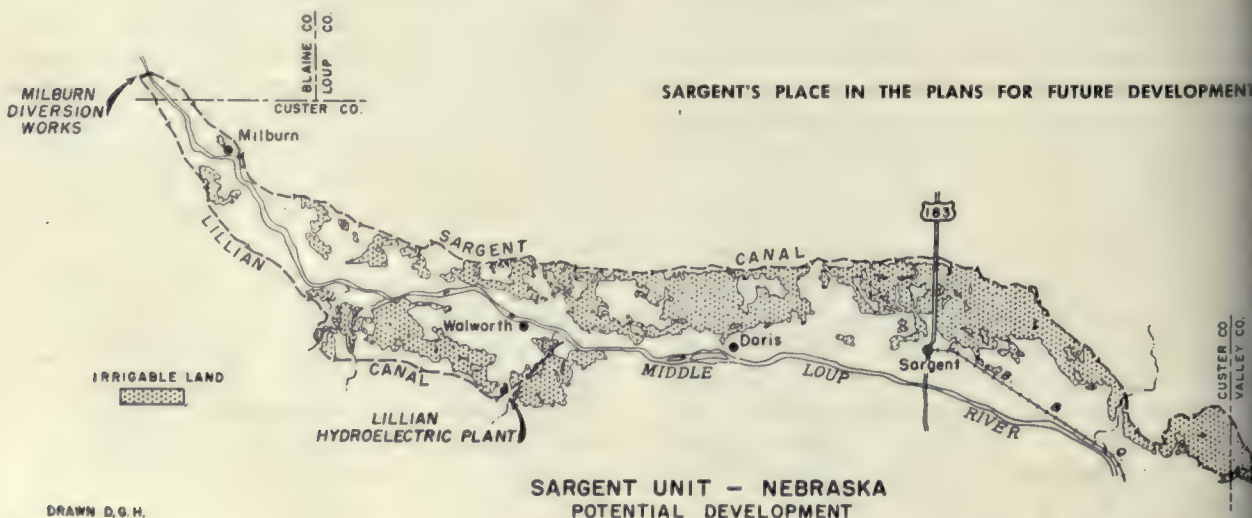 BLAINE CO.
LOUP CO.
CUSTER CO.
MILBURN
DIVERSION
WORKS
SARGENT'S PLACE IN THE PLANS FOR FUTURE DEVELOPMENT
Milburn
183
LILLIAN
SARGENT CANAL
Walworth
Doris
Sargent
CUSTER CO
VALLEY CO.
IRRIGABLE LAND
CANAL
MIDDLE LOUP
RIVER
LILLIAN
HYDROELECTRIC PLANT
SARGENT UNIT — NEBRASKA
POTENTIAL DEVELOPMENT
DRAWN D.G.H.